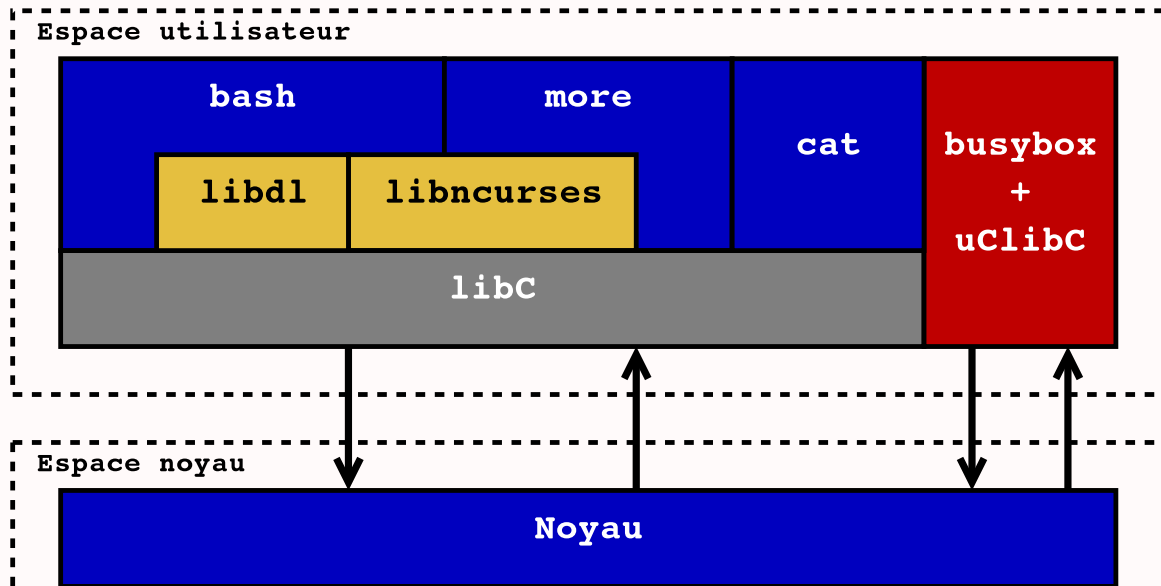 Espace utilisateur
bash
more
cat
busybox
+
uClibC
libdl
libncurses
libC
Espace noyau
Noyau